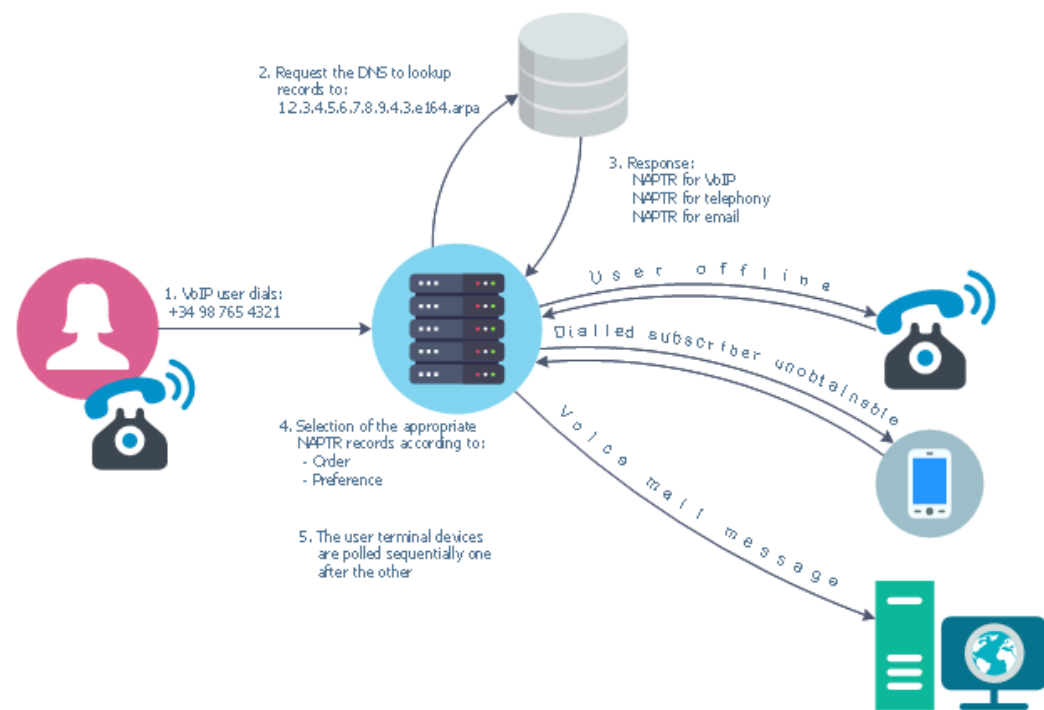 2. Request the DNS to lookup
records to:
1.2.3.4.5.6.7.8.9.4.3.e164.arpa
3. Response:
NAPTR for VoIP
NAPTR for telephony
NAPTR for email
1. VoIP user dials:
+34 98 765 4321
User offline
Dialled subscriber unobtainable
Voice mail message
4. Selection of the appropriate
NAPTR records according to:
- Order
- Preference
5. The user terminal devices
are polled sequentially one
after the other